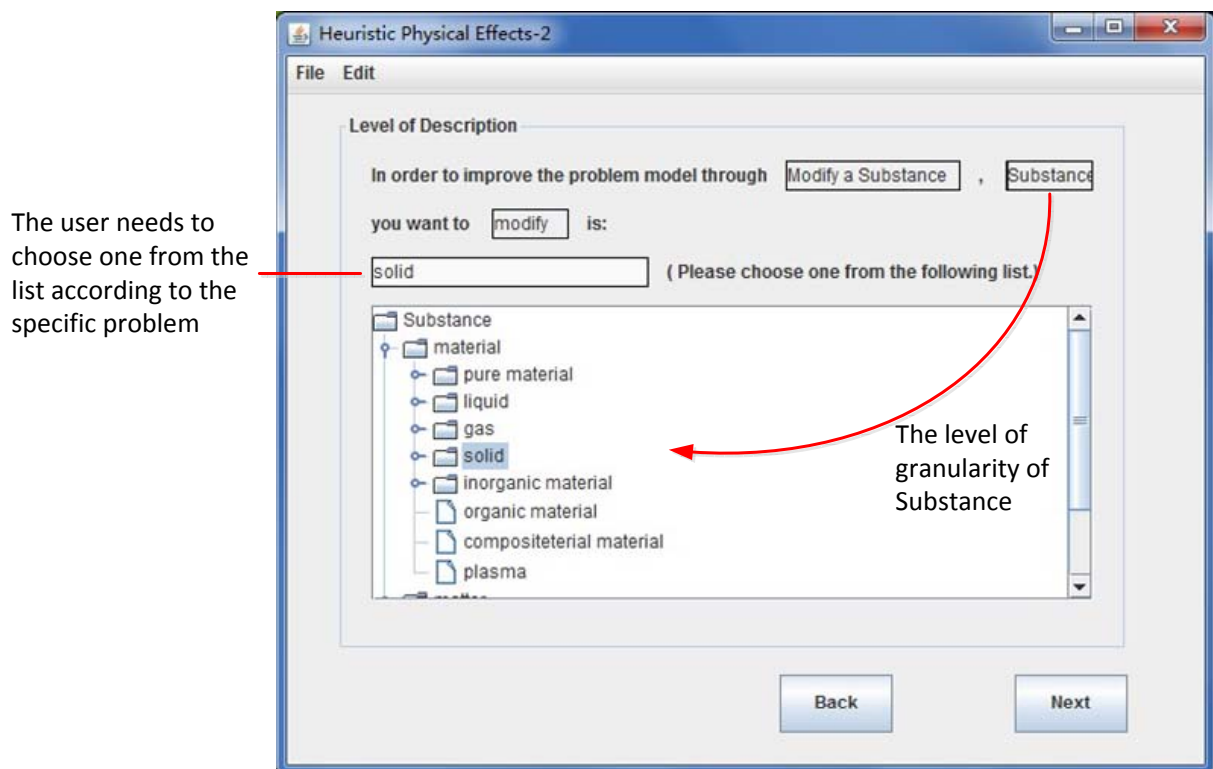 Heuristic Physical Effects-2
File Edit
Level of Description
In order to improve the problem model through Modify a Substance , Substance
you want to modify is:
The user needs to
choose one from the
list according to the
specific problem
solid ( Please choose one from the following list.)
Substance
material
pure material
liquid
gas
solid
inorganic material
organic material
compositeterial material
plasma
The level of
granularity of
Substance
Back Next